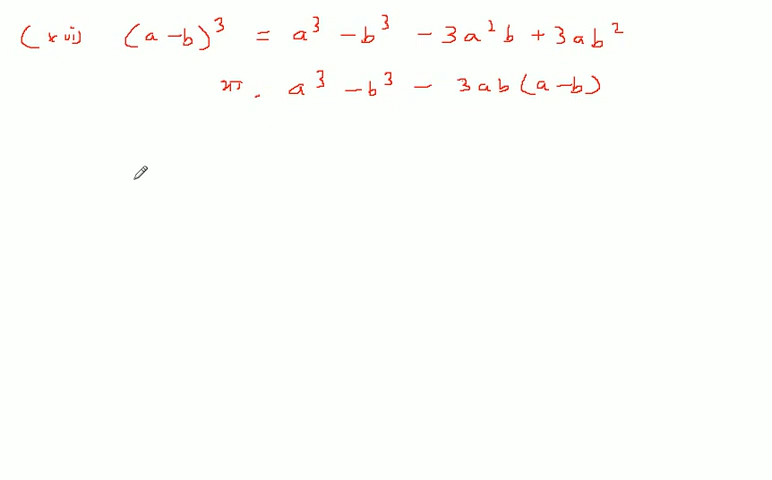 (xvii) (a-b)³ = a³ - b³ - 3a²b + 3ab²
या. a³ - b³ - 3ab(a-b)